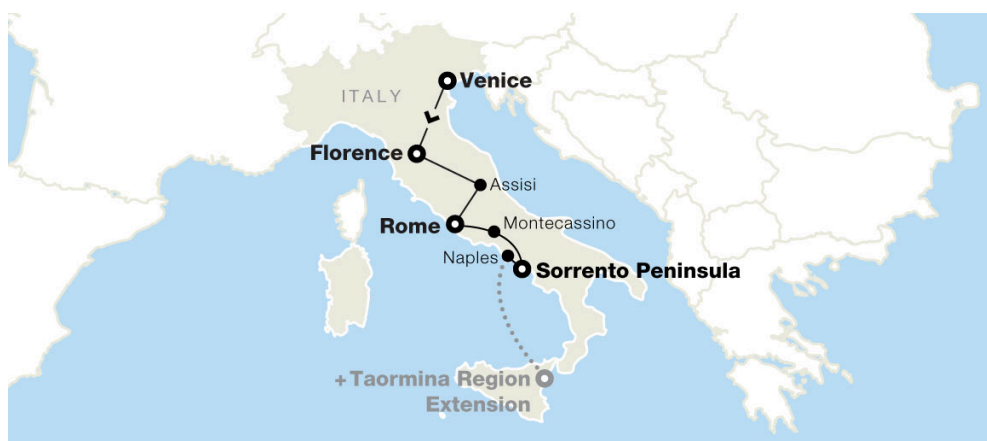 Venice
ITALY
Florence
Assisi
Rome
Montecassino
Naples
Sorrento Peninsula
+ Taormina Region
Extension